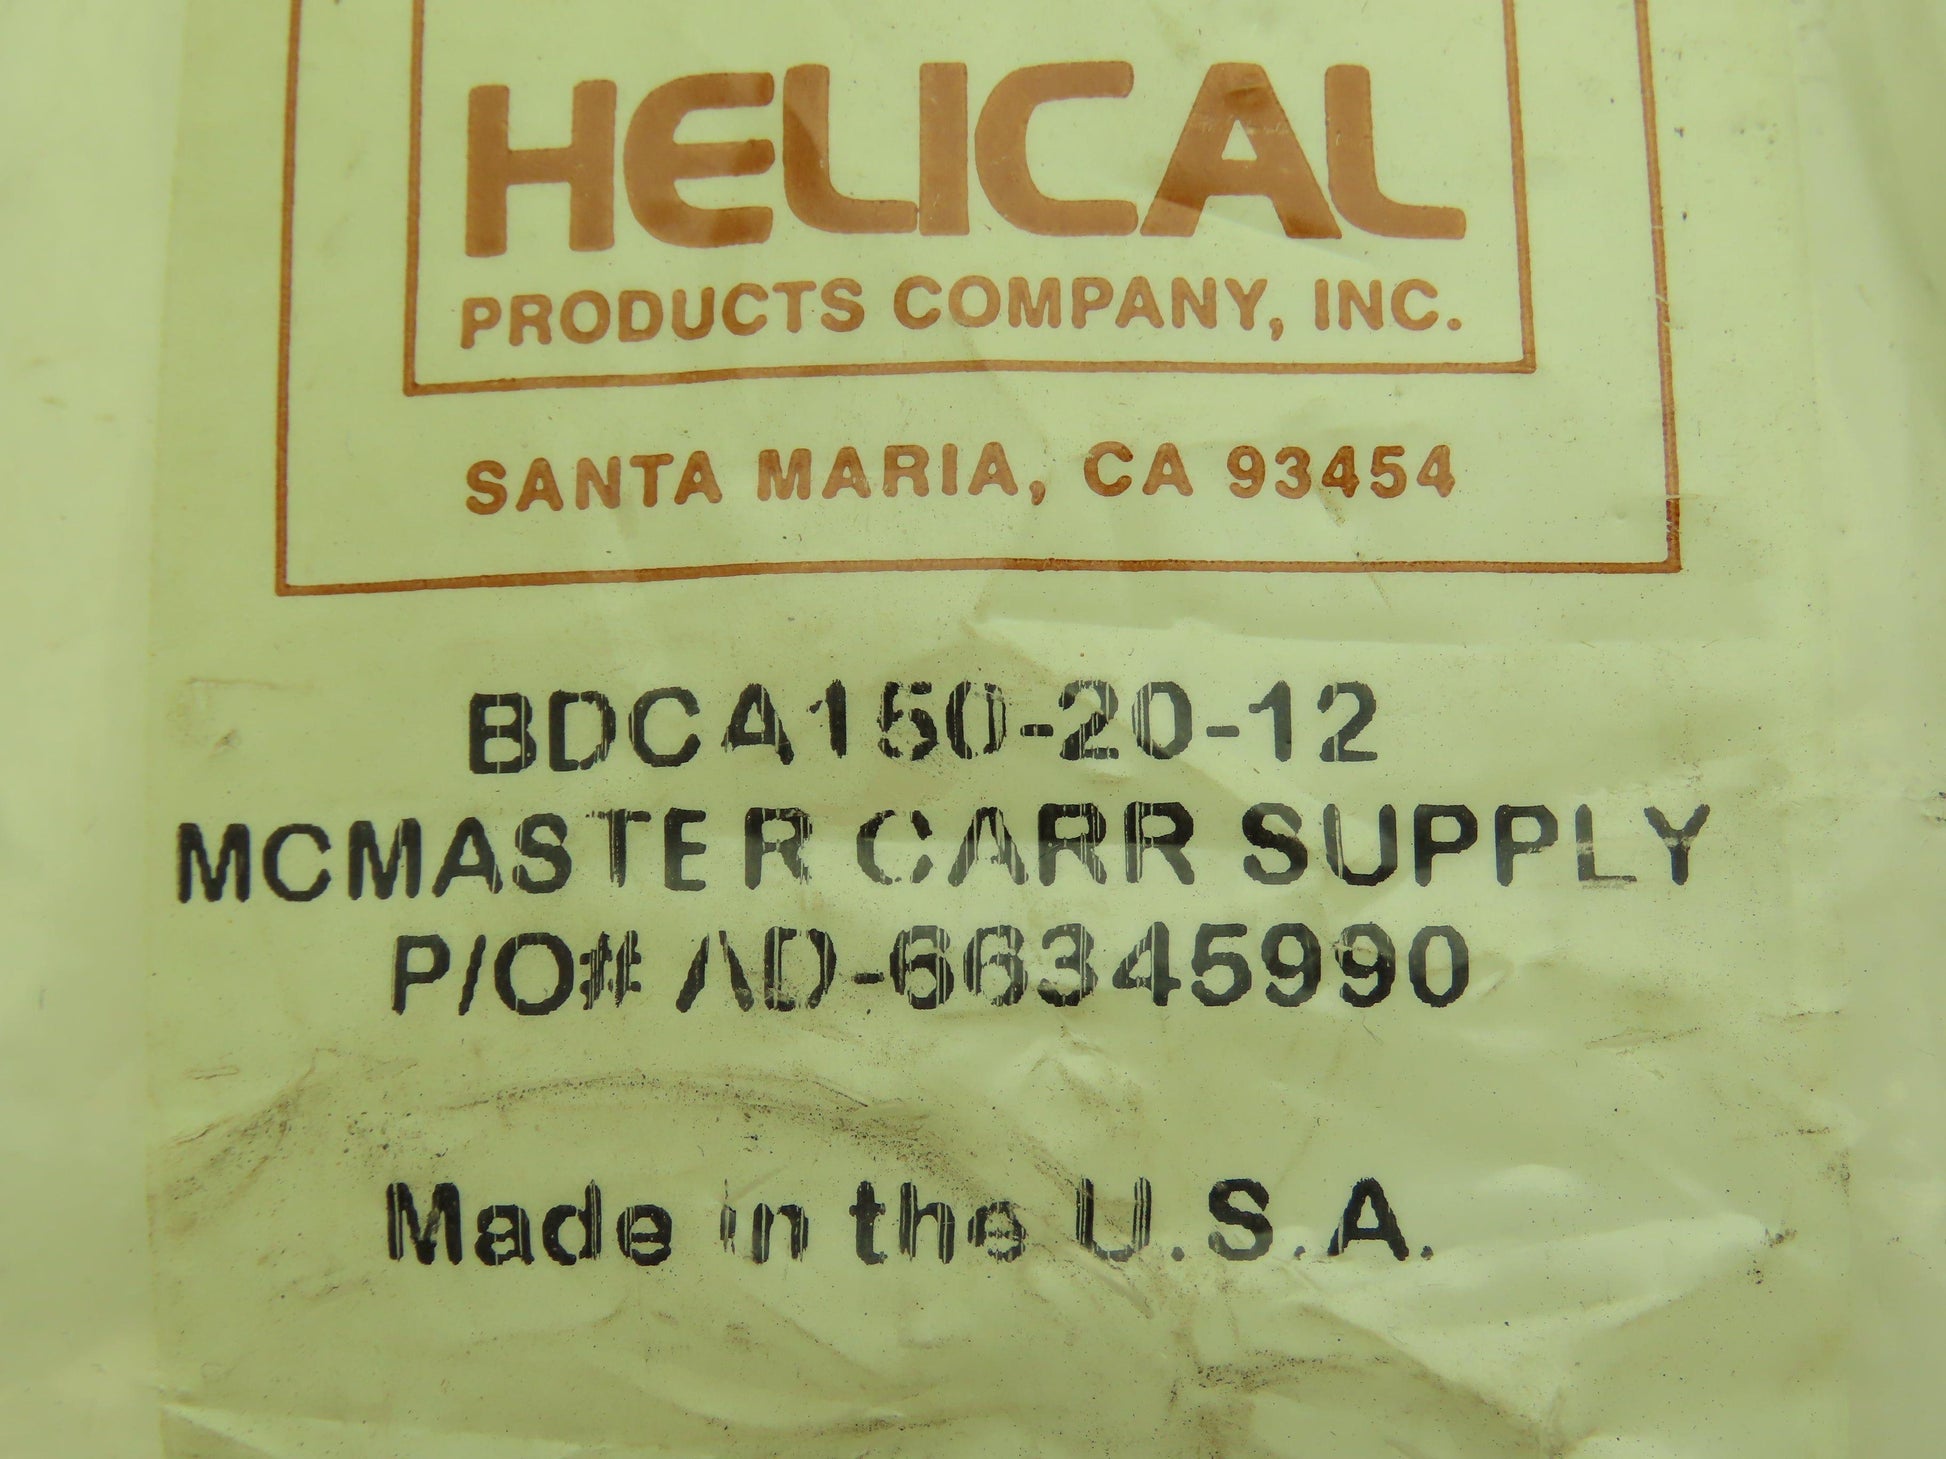 HELICAL
PRODUCTS COMPANY, INC.
SANTA MARIA, CA 93454
BDCA150-20-12
MCMASTER CARR SUPPLY
P/O# AD-66345990
Made in the U.S.A.